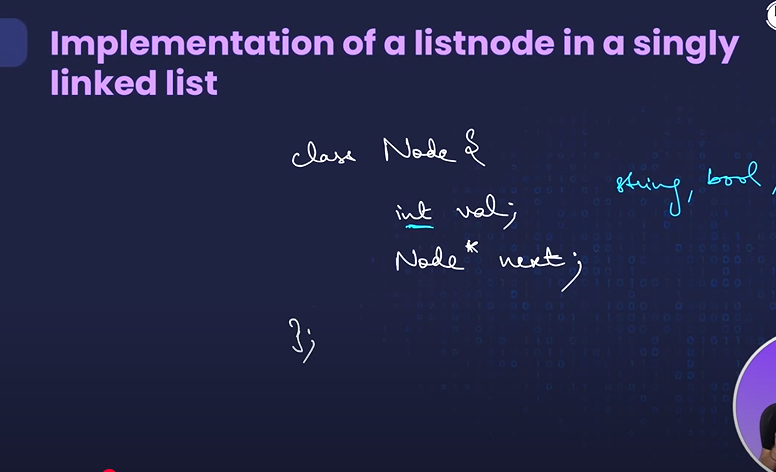 Implementation of a listnode in a singly
linked list
class Node {
string, bool,
int val;
Node* next;
};